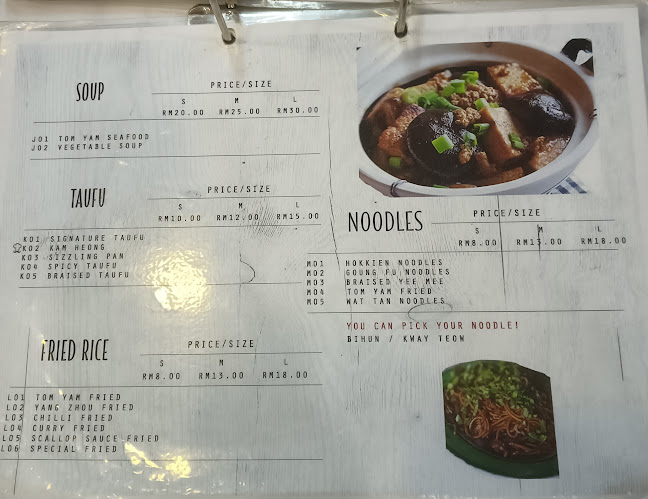 SOUP
PRICE/SIZE
S M L
RM20.00 RM25.00 RM30.00
J01 TOM YAM SEAFOOD
J02 VEGETABLE SOUP
TAUFU
PRICE/SIZE
S M L
RM10.00 RM12.00 RM15.00
K01 SIGNATURE TAUFU
K02 KAM HEONG
K03 SIZZLING PAN
K04 SPICY TAUFU
K05 BRAISED TAUFU
FRIED RICE
PRICE/SIZE
S M L
RM8.00 RM13.00 RM18.00
L01 TOM YAM FRIED
L02 YANG ZHOU FRIED
L03 CHILLI FRIED
L04 CURRY FRIED
L05 SCALLOP SAUCE FRIED
L06 SPECIAL FRIED
NOODLES
PRICE/SIZE
S M L
RM8.00 RM13.00 RM18.00
M01 HOKKIEN NOODLES
M02 GOUNG FU NOODLES
M03 BRAISED YEE MEE
M04 TOM YAM FRIED
M05 WAT TAN NOODLES
YOU CAN PICK YOUR NOODLE!
BIHUN / KWAY TEOW